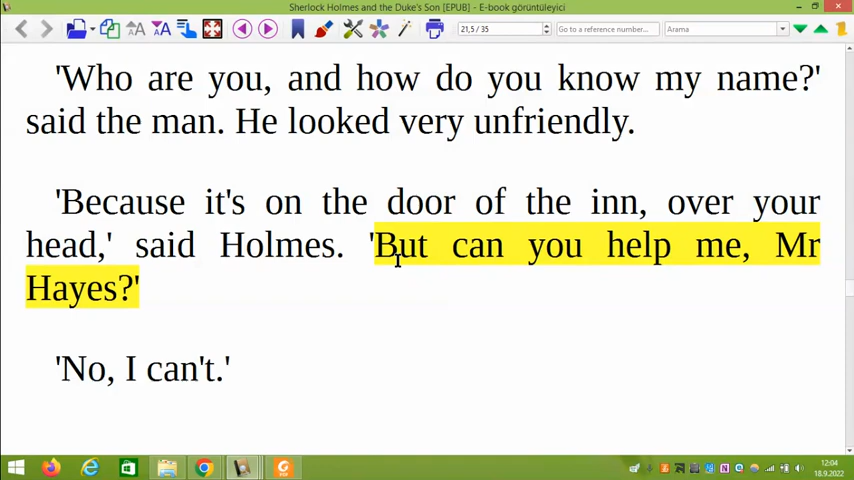 Sherlock Holmes and the Duke's Son [EPUB] - E-book görüntüleyici
21,5 / 35
Go to a reference number...
Arama
'Who are you, and how do you know my name?'
said the man. He looked very unfriendly.
'Because it's on the door of the inn, over your
head,' said Holmes. 'But can you help me, Mr
Hayes?'
'No, I can't.'
12:04
18.9.2022